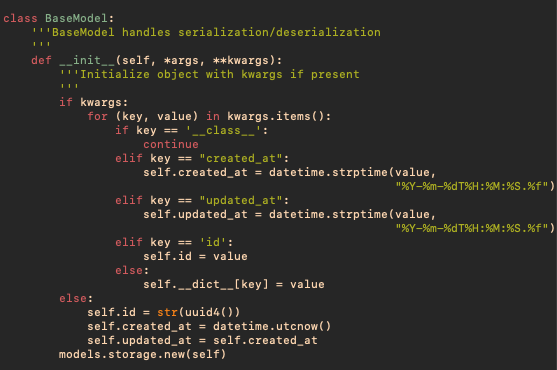 class BaseModel:
    '''BaseModel handles serialization/deserialization
    '''
    def __init__(self, *args, **kwargs):
        '''Initialize object with kwargs if present
        '''
        if kwargs:
            for (key, value) in kwargs.items():
                if key == '__class__':
                    continue
                elif key == "created_at":
                    self.created_at = datetime.strptime(value,
                                                        "%Y-%m-%dT%H:%M:%S.%f")
                elif key == "updated_at":
                    self.updated_at = datetime.strptime(value,
                                                        "%Y-%m-%dT%H:%M:%S.%f")
                elif key == 'id':
                    self.id = value
                else:
                    self.__dict__[key] = value
        else:
            self.id = str(uuid4())
            self.created_at = datetime.utcnow()
            self.updated_at = self.created_at
        models.storage.new(self)